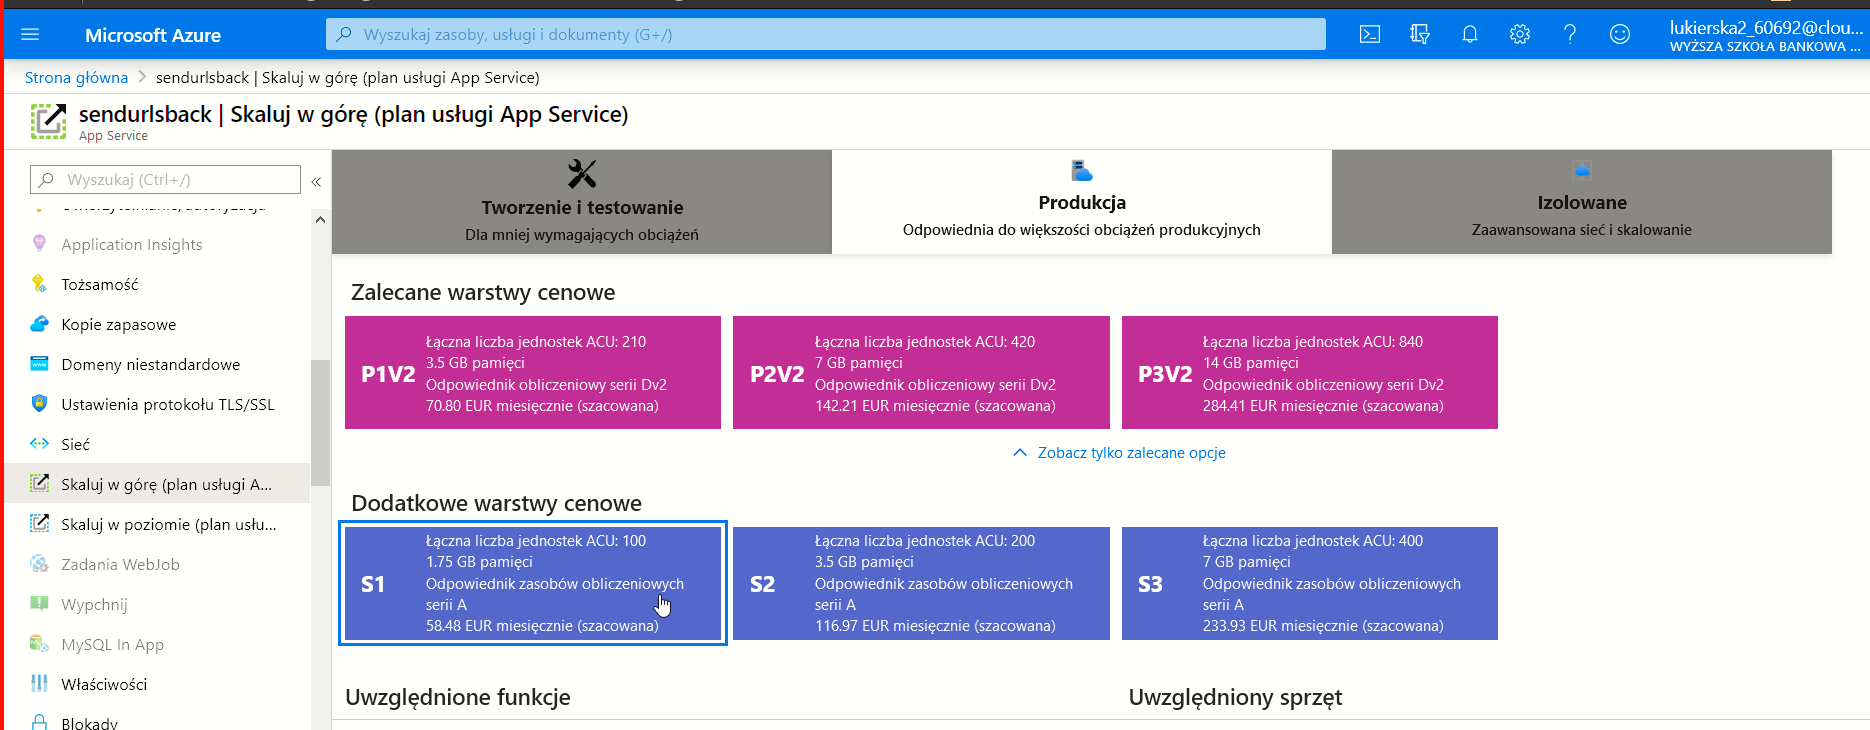 Microsoft Azure
Wyszukaj zasoby, usługi i dokumenty (G+/)
lukierska2_60692@clou...
WYŻSZA SZKOŁA BANKOWA ...
Strona główna > sendurlsback | Skaluj w górę (plan usługi App Service)
sendurlsback | Skaluj w górę (plan usługi App Service)
App Service
Wyszukaj (Ctrl+/)
«
Application Insights
Tożsamość
Kopie zapasowe
Domeny niestandardowe
Ustawienia protokołu TLS/SSL
Sieć
Skaluj w górę (plan usługi A...
Skaluj w poziomie (plan usłu...
Zadania WebJob
Wypchnij
MySQL In App
Właściwości
Blokady
Tworzenie i testowanie
Dla mniej wymagających obciążeń
Produkcja
Odpowiednia do większości obciążeń produkcyjnych
Izolowane
Zaawansowana sieć i skalowanie
Zalecane warstwy cenowe
P1V2
Łączna liczba jednostek ACU: 210
3.5 GB pamięci
Odpowiednik obliczeniowy serii Dv2
70.80 EUR miesięcznie (szacowana)
P2V2
Łączna liczba jednostek ACU: 420
7 GB pamięci
Odpowiednik obliczeniowy serii Dv2
142.21 EUR miesięcznie (szacowana)
P3V2
Łączna liczba jednostek ACU: 840
14 GB pamięci
Odpowiednik obliczeniowy serii Dv2
284.41 EUR miesięcznie (szacowana)
Zobacz tylko zalecane opcje
Dodatkowe warstwy cenowe
S1
Łączna liczba jednostek ACU: 100
1.75 GB pamięci
Odpowiednik zasobów obliczeniowych
serii A
58.48 EUR miesięcznie (szacowana)
S2
Łączna liczba jednostek ACU: 200
3.5 GB pamięci
Odpowiednik zasobów obliczeniowych
serii A
116.97 EUR miesięcznie (szacowana)
S3
Łączna liczba jednostek ACU: 400
7 GB pamięci
Odpowiednik zasobów obliczeniowych
serii A
233.93 EUR miesięcznie (szacowana)
Uwzględnione funkcje
Uwzględniony sprzęt